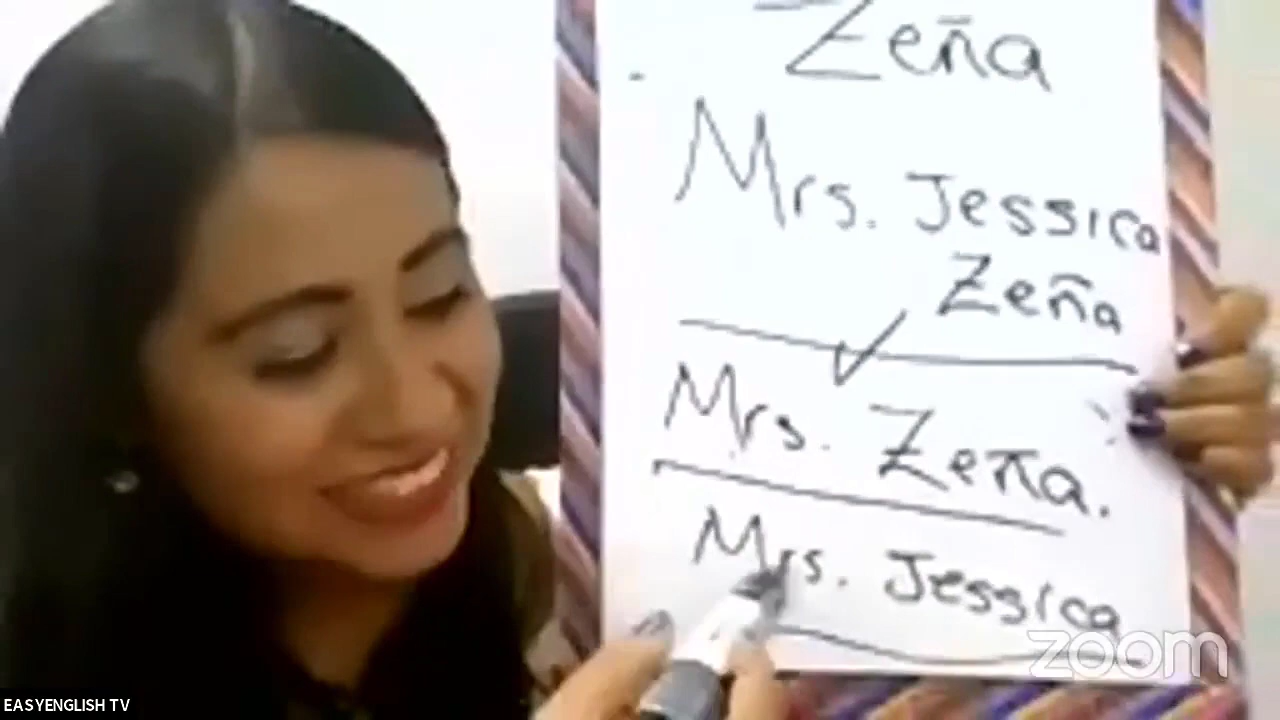 Zeña
Mrs. Jessica
Zeña
Mrs. Zeña.
Mrs. Jessica
zoom
EASYENGLISH TV